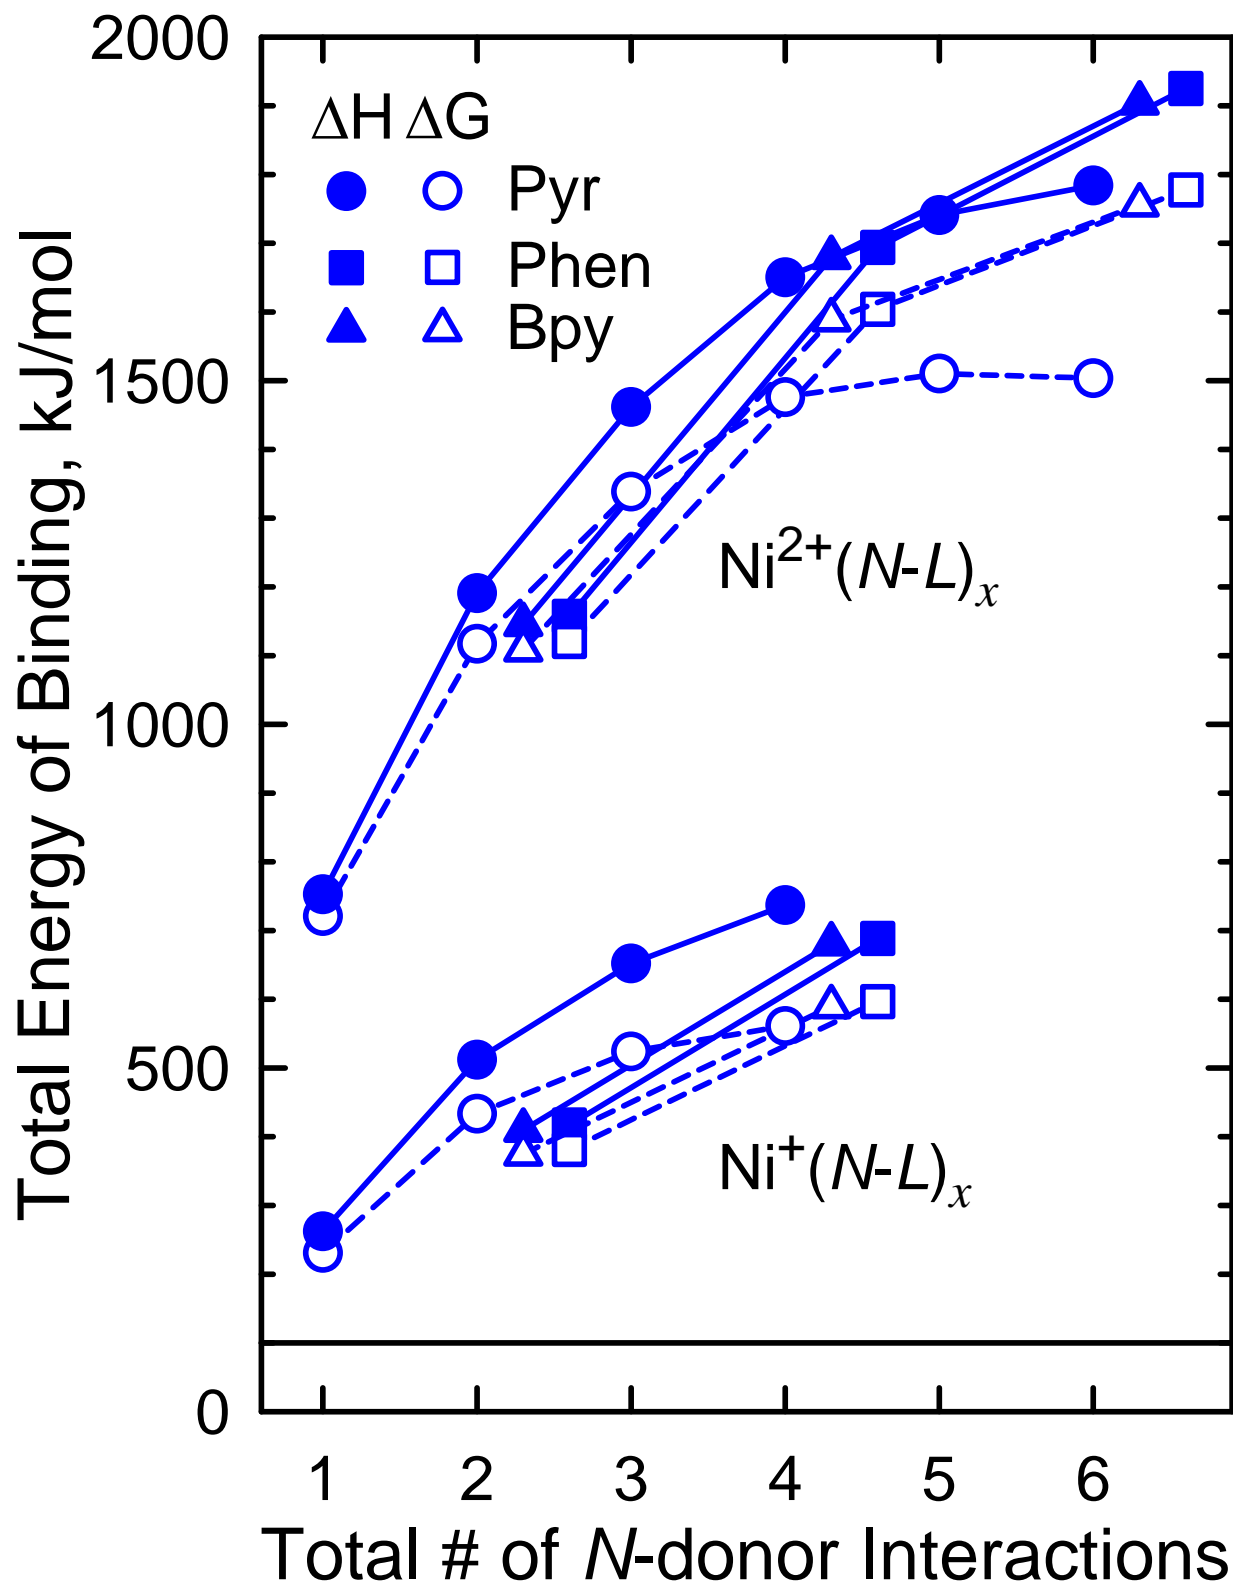 2000
ΔH ΔG
Pyr
Phen
Bpy
1500
Ni²⁺(N-L)ₓ
1000
500
Ni⁺(N-L)ₓ
0
1 2 3 4 5 6
Total # of N-donor Interactions
Total Energy of Binding, kJ/mol